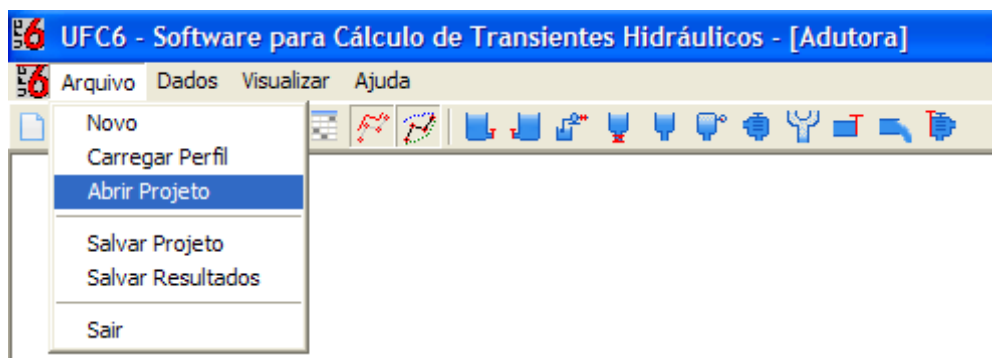 UFC6 - Software para Cálculo de Transientes Hidráulicos - [Adutora]
Arquivo Dados Visualizar Ajuda
Novo
Carregar Perfil
Abrir Projeto
Salvar Projeto
Salvar Resultados
Sair